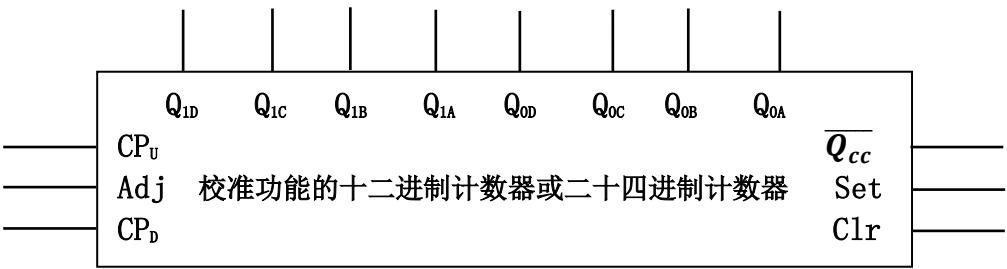 Q1D Q1C Q1B Q1A Q0D Q0C Q0B Q0A
CPU Q̅c̅c̅
Adj 校准功能的十二进制计数器或二十四进制计数器 Set
CPD Clr